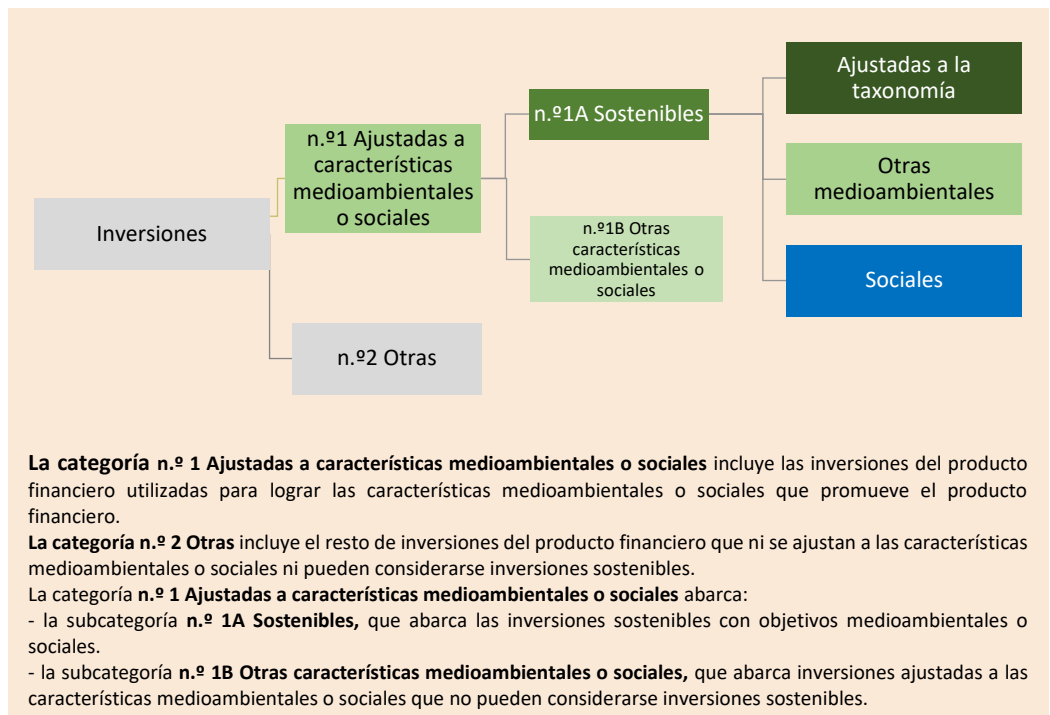 Ajustadas a la
taxonomía
n.º1A Sostenibles
n.º1 Ajustadas a
características
medioambientales
o sociales
Otras
medioambientales
Inversiones
n.º1B Otras
características
medioambientales o
sociales
Sociales
n.º2 Otras
La categoría n.º 1 Ajustadas a características medioambientales o sociales incluye las inversiones del producto
financiero utilizadas para lograr las características medioambientales o sociales que promueve el producto
financiero.
La categoría n.º 2 Otras incluye el resto de inversiones del producto financiero que ni se ajustan a las características
medioambientales o sociales ni pueden considerarse inversiones sostenibles.
La categoría n.º 1 Ajustadas a características medioambientales o sociales abarca:
- la subcategoría n.º 1A Sostenibles, que abarca las inversiones sostenibles con objetivos medioambientales o
sociales.
- la subcategoría n.º 1B Otras características medioambientales o sociales, que abarca inversiones ajustadas a las
características medioambientales o sociales que no pueden considerarse inversiones sostenibles.